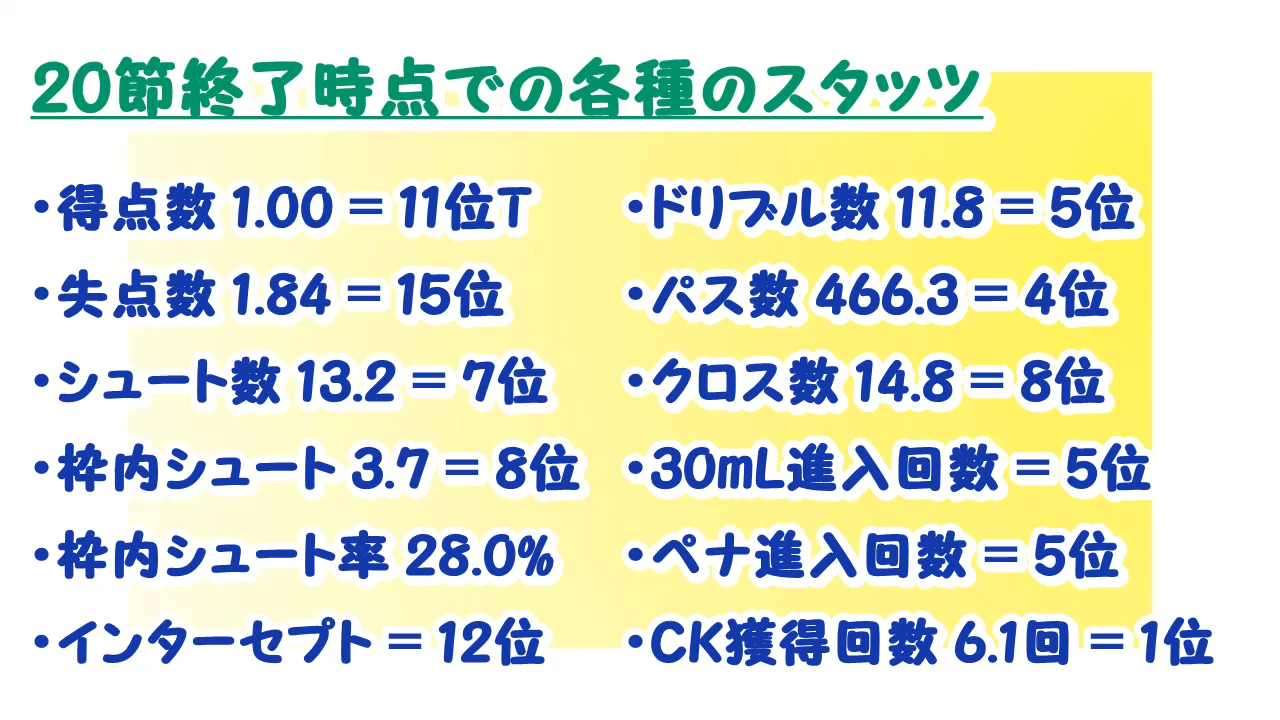 20節終了時点での各種のスタッツ
・得点数 1.00 = 11位T
・失点数 1.84 = 15位
・シュート数 13.2 = 7位
・枠内シュート 3.7 = 8位
・枠内シュート率 28.0%
・インターセプト = 12位
・ドリブル数 11.8 = 5位
・パス数 466.3 = 4位
・クロス数 14.8 = 8位
・30mL進入回数 = 5位
・ペナ進入回数 = 5位
・CK獲得回数 6.1回 = 1位